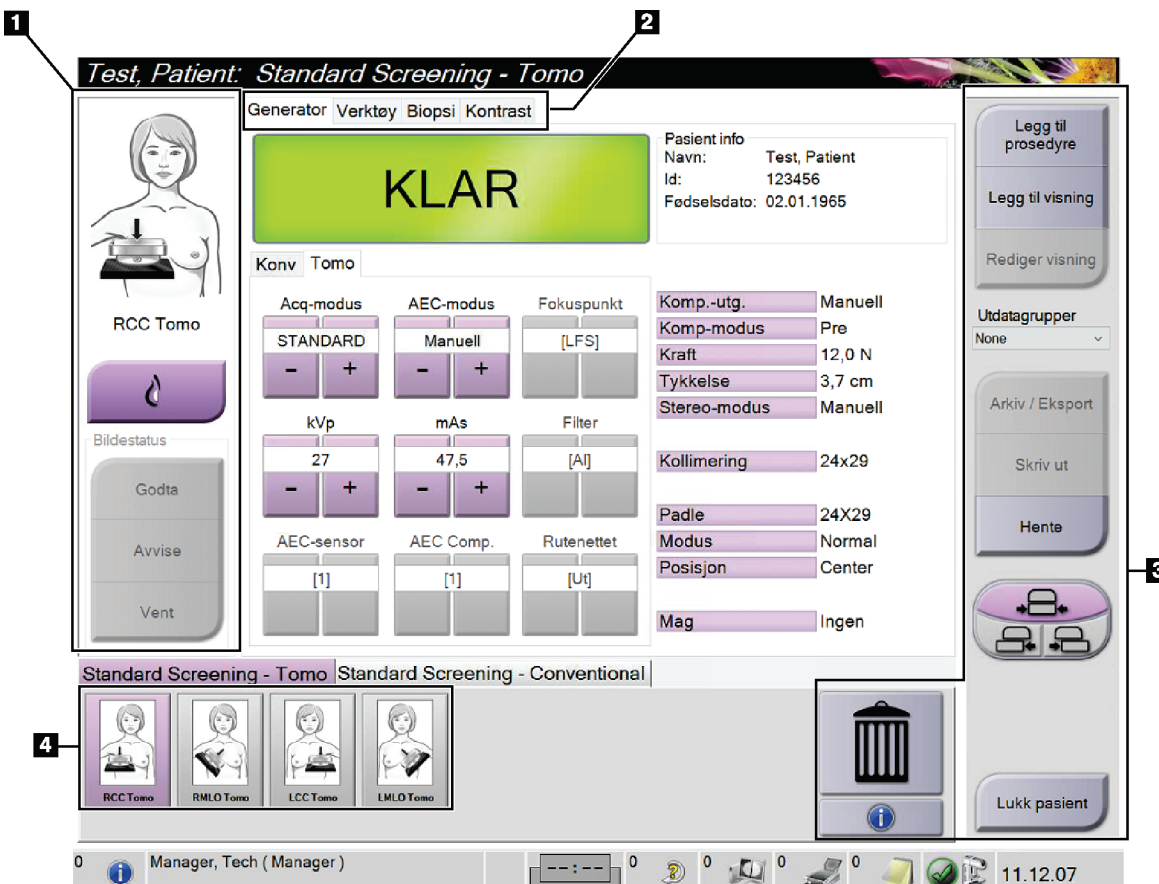 1
2
Test, Patient: Standard Screening - Tomo
Generator Verktøy Biopsi Kontrast
KLAR
Pasient info
Navn: Test, Patient
Id: 123456
Fødselsdato: 02.01.1965
Legg til prosedyre
Legg til visning
Rediger visning
Utdatagrupper
None
Arkiv / Eksport
Skriv ut
Hente
3
RCC Tomo
Bildestatus
Godta
Avvise
Vent
Konv Tomo
Acq-modus AEC-modus Fokuspunkt
STANDARD Manuell [LFS]
- + - +
kVp mAs Filter
27 47,5 [Al]
- + - +
AEC-sensor AEC Comp. Rutenettet
[1] [1] [Ut]
Komp.-utg. Manuell
Komp-modus Pre
Kraft 12,0 N
Tykkelse 3,7 cm
Stereo-modus Manuell
Kollimering 24x29
Padle 24X29
Modus Normal
Posisjon Center
Mag Ingen
Standard Screening - Tomo Standard Screening - Conventional
4
RCC Tomo RMLO Tomo LCC Tomo LMLO Tomo
Lukk pasient
0 Manager, Tech ( Manager ) --:-- 0 0 0 0 11.12.07